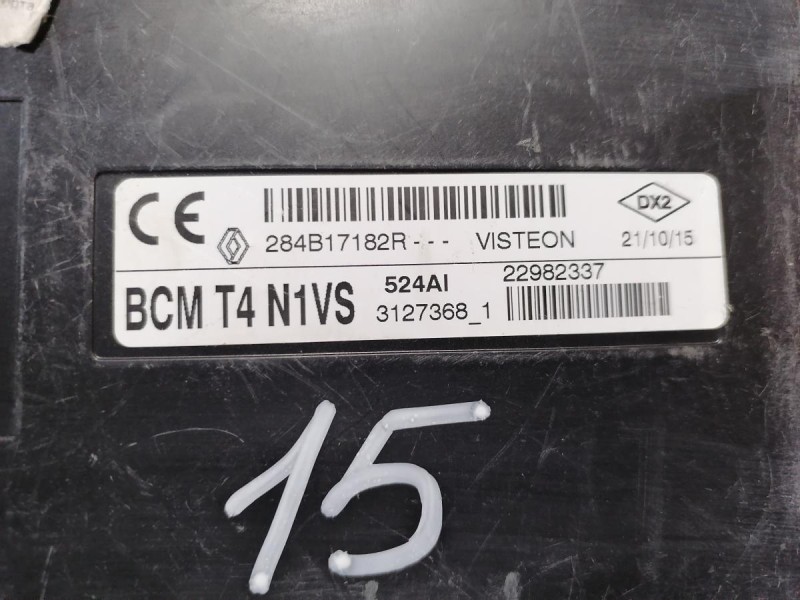 CE 284B17182R - - - VISTEON DX2 21/10/15
BCM T4 N1VS 524AI 22982337
3127368_1
15